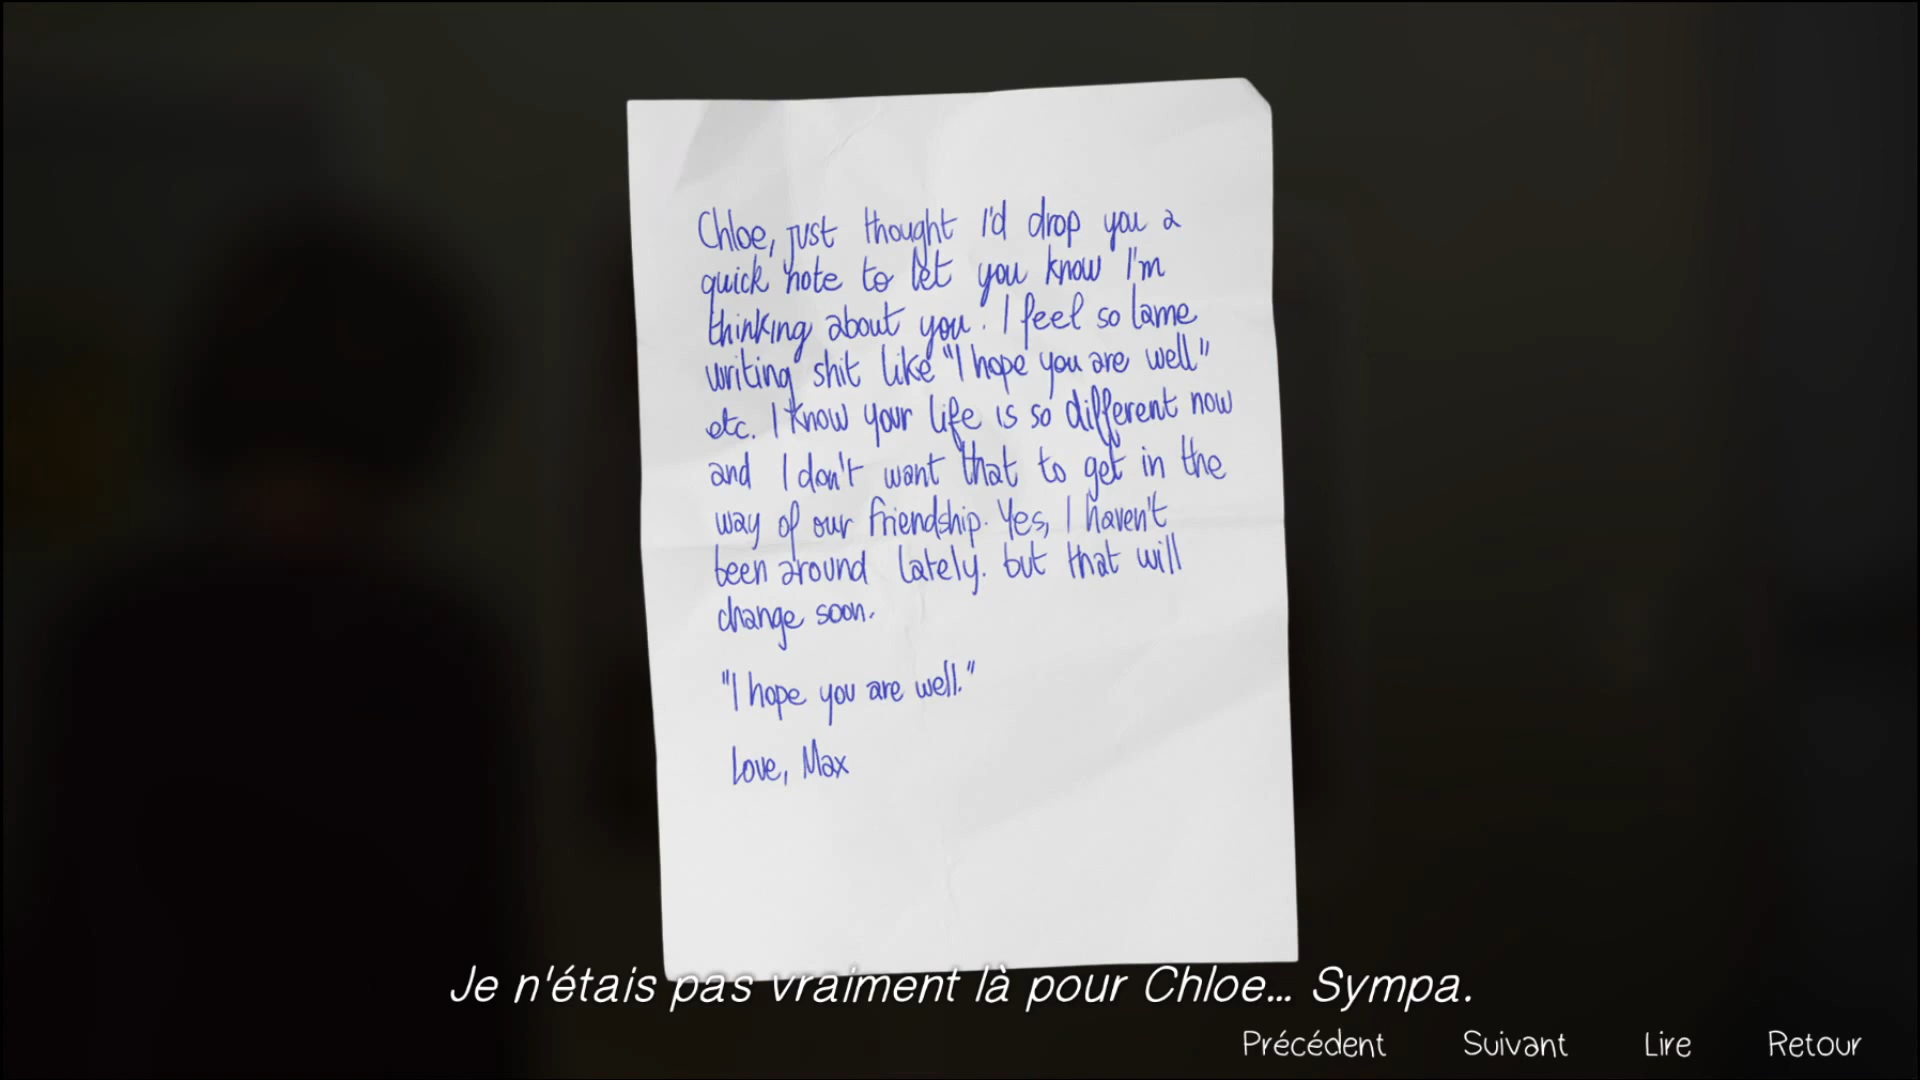 Chloe, just thought I'd drop you a
quick note to let you know I'm
thinking about you. I feel so lame
writing shit like "I hope you are well"
etc. I know your life is so different now
and I don't want that to get in the
way of our friendship. Yes, I haven't
been around lately. but that will
change soon.
"I hope you are well."
Love, Max
Je n'étais pas vraiment là pour Chloe... Sympa.
Précédent Suivant Lire Retour